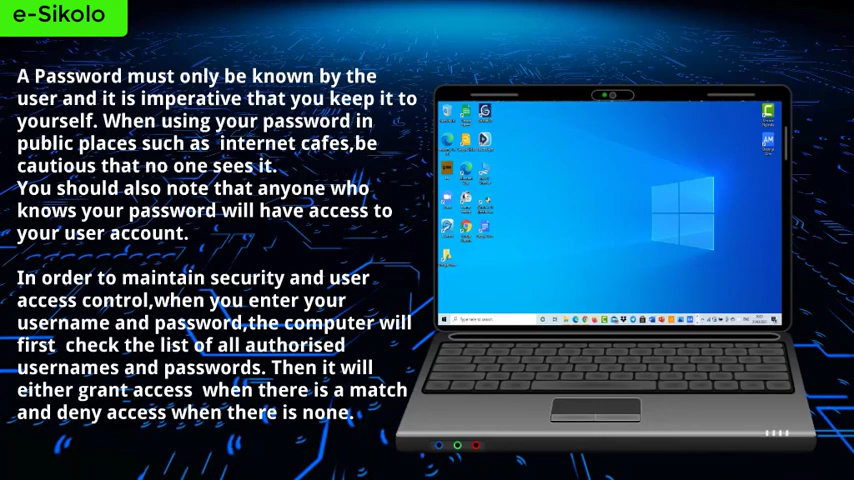 e-Sikolo
A Password must only be known by the
user and it is imperative that you keep it to
yourself. When using your password in
public places such as  internet cafes,be
cautious that no one sees it.
You should also note that anyone who
knows your password will have access to
your user account.
In order to maintain security and user
access control,when you enter your
username and password,the computer will
first  check the list of all authorised
usernames and passwords. Then it will
either grant access  when there is a match
and deny access when there is none.
Type here to search